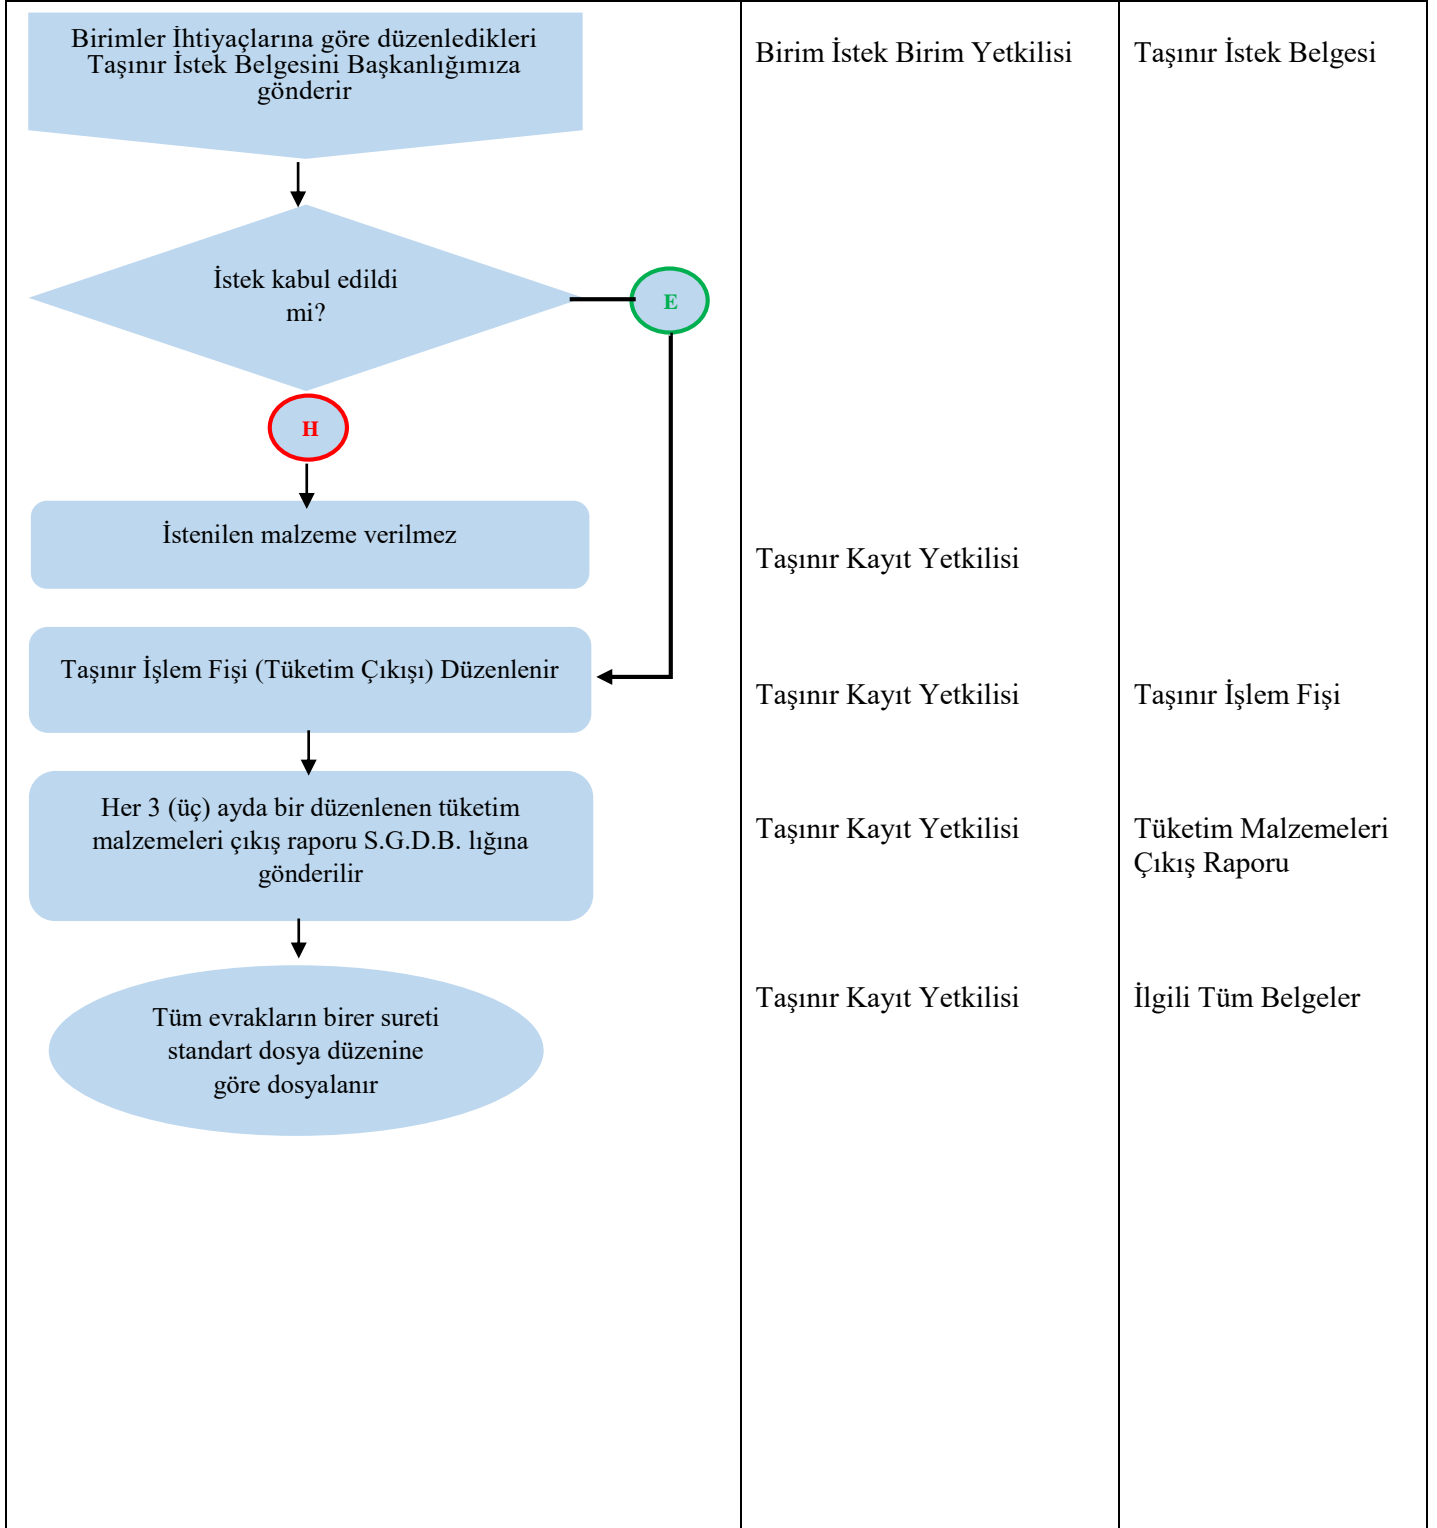 Birimler İhtiyaçlarına göre düzenledikleri
Taşınır İstek Belgesini Başkanlığımıza
gönderir
Birim İstek Birim Yetkilisi
Taşınır İstek Belgesi
İstek kabul edildi
mi?
E
H
İstenilen malzeme verilmez
Taşınır Kayıt Yetkilisi
Taşınır İşlem Fişi (Tüketim Çıkışı) Düzenlenir
Taşınır Kayıt Yetkilisi
Taşınır İşlem Fişi
Her 3 (üç) ayda bir düzenlenen tüketim
malzemeleri çıkış raporu S.G.D.B. lığına
gönderilir
Taşınır Kayıt Yetkilisi
Tüketim Malzemeleri
Çıkış Raporu
Tüm evrakların birer sureti
standart dosya düzenine
göre dosyalanır
Taşınır Kayıt Yetkilisi
İlgili Tüm Belgeler